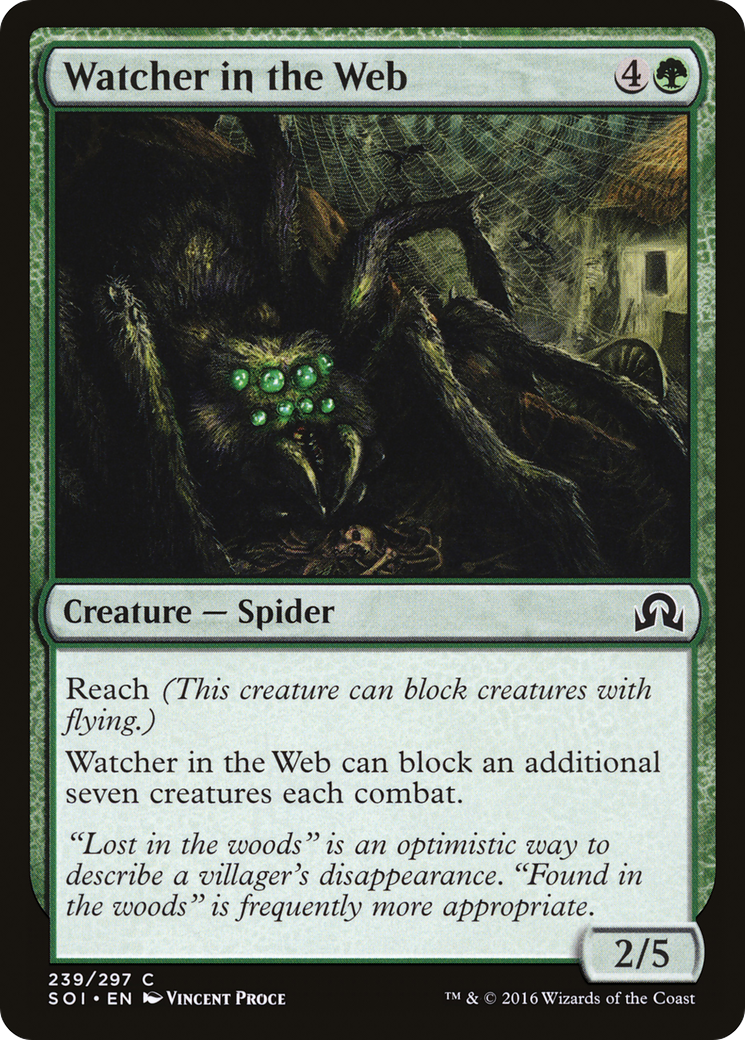 Watcher in the Web 4
Creature — Spider
Reach (This creature can block creatures with
flying.)
Watcher in the Web can block an additional
seven creatures each combat.
“Lost in the woods” is an optimistic way to
describe a villager’s disappearance. “Found in
the woods” is frequently more appropriate.
2/5
239/297 C
SOI • EN Vincent Proce
™ & © 2016 Wizards of the Coast